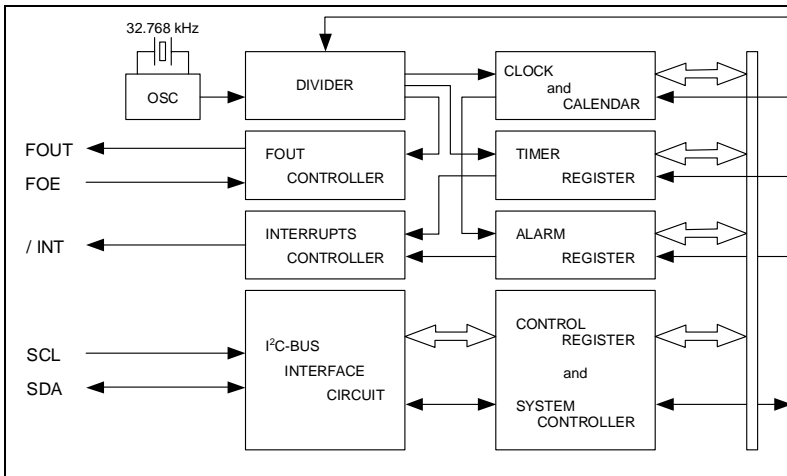 32.768 kHz
OSC
DIVIDER
CLOCK
and
CALENDAR
FOUT
FOE
FOUT
CONTROLLER
TIMER
REGISTER
/ INT
INTERRUPTS
CONTROLLER
ALARM
REGISTER
SCL
SDA
I²C-BUS
INTERFACE
CIRCUIT
CONTROL
REGISTER
and
SYSTEM
CONTROLLER